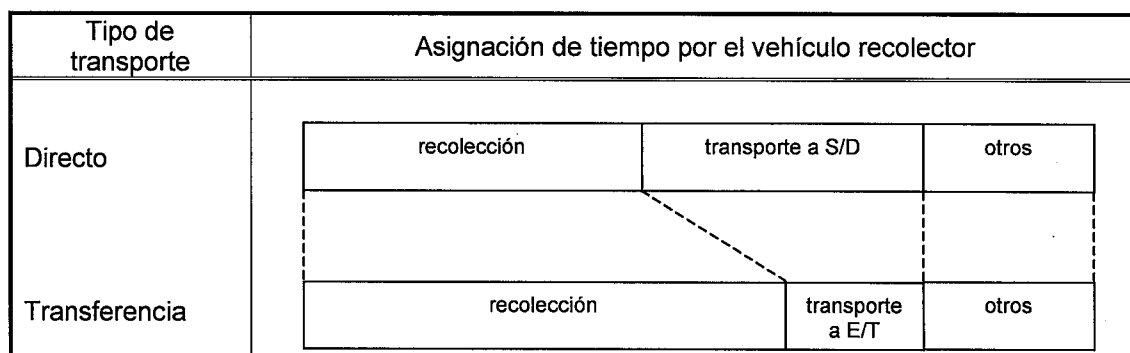 Tipo de
transporte
Asignación de tiempo por el vehículo recolector
Directo
recolección
transporte a S/D
otros
Transferencia
recolección
transporte
a E/T
otros